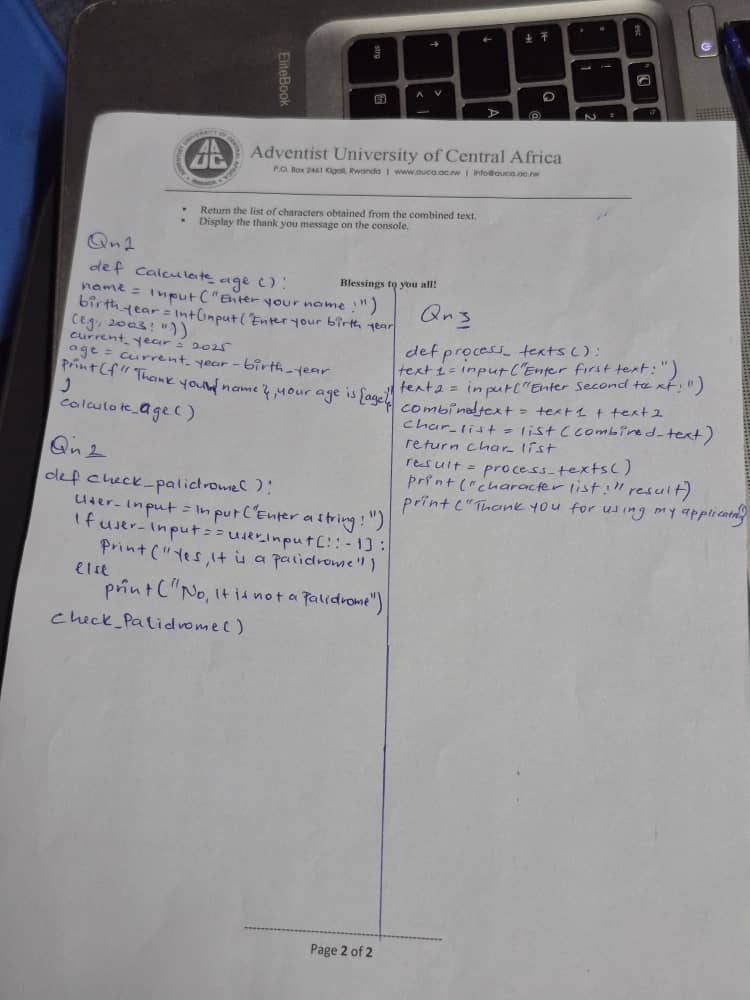 EliteBook
Adventist University of Central Africa
P.O. Box 2461 Kigali, Rwanda | www.auca.ac.rw | info@auca.ac.rw
• Return the list of characters obtained from the combined text.
• Display the thank you message on the console.
Blessings to you all!
Qn1
def calculate_age():
name = input("Enter your name:")
birth_year = Int(input("Enter your birth year
(eg, 2003: "))
current_year = 2025
age = current_year - birth_year
print(f"Thank you {name}, your age is {age}"
)
calculate_age()
Qn2
def check_palidrome():
user_input = input("Enter a string:")
If user_input == user_input[::-1]:
Print("Yes, It is a Palidrome")
else
print("No, It is not a Palidrome")
check_Palidrome()
Qn3
def process_texts():
text1 = input("Enter first text:")
text2 = input("Enter Second text:")
combinedtext = text1 + text2
char_list = list(combined_text)
return char_list
result = process_texts()
print("character list:" result)
print("Thank you for using my application")
Page 2 of 2